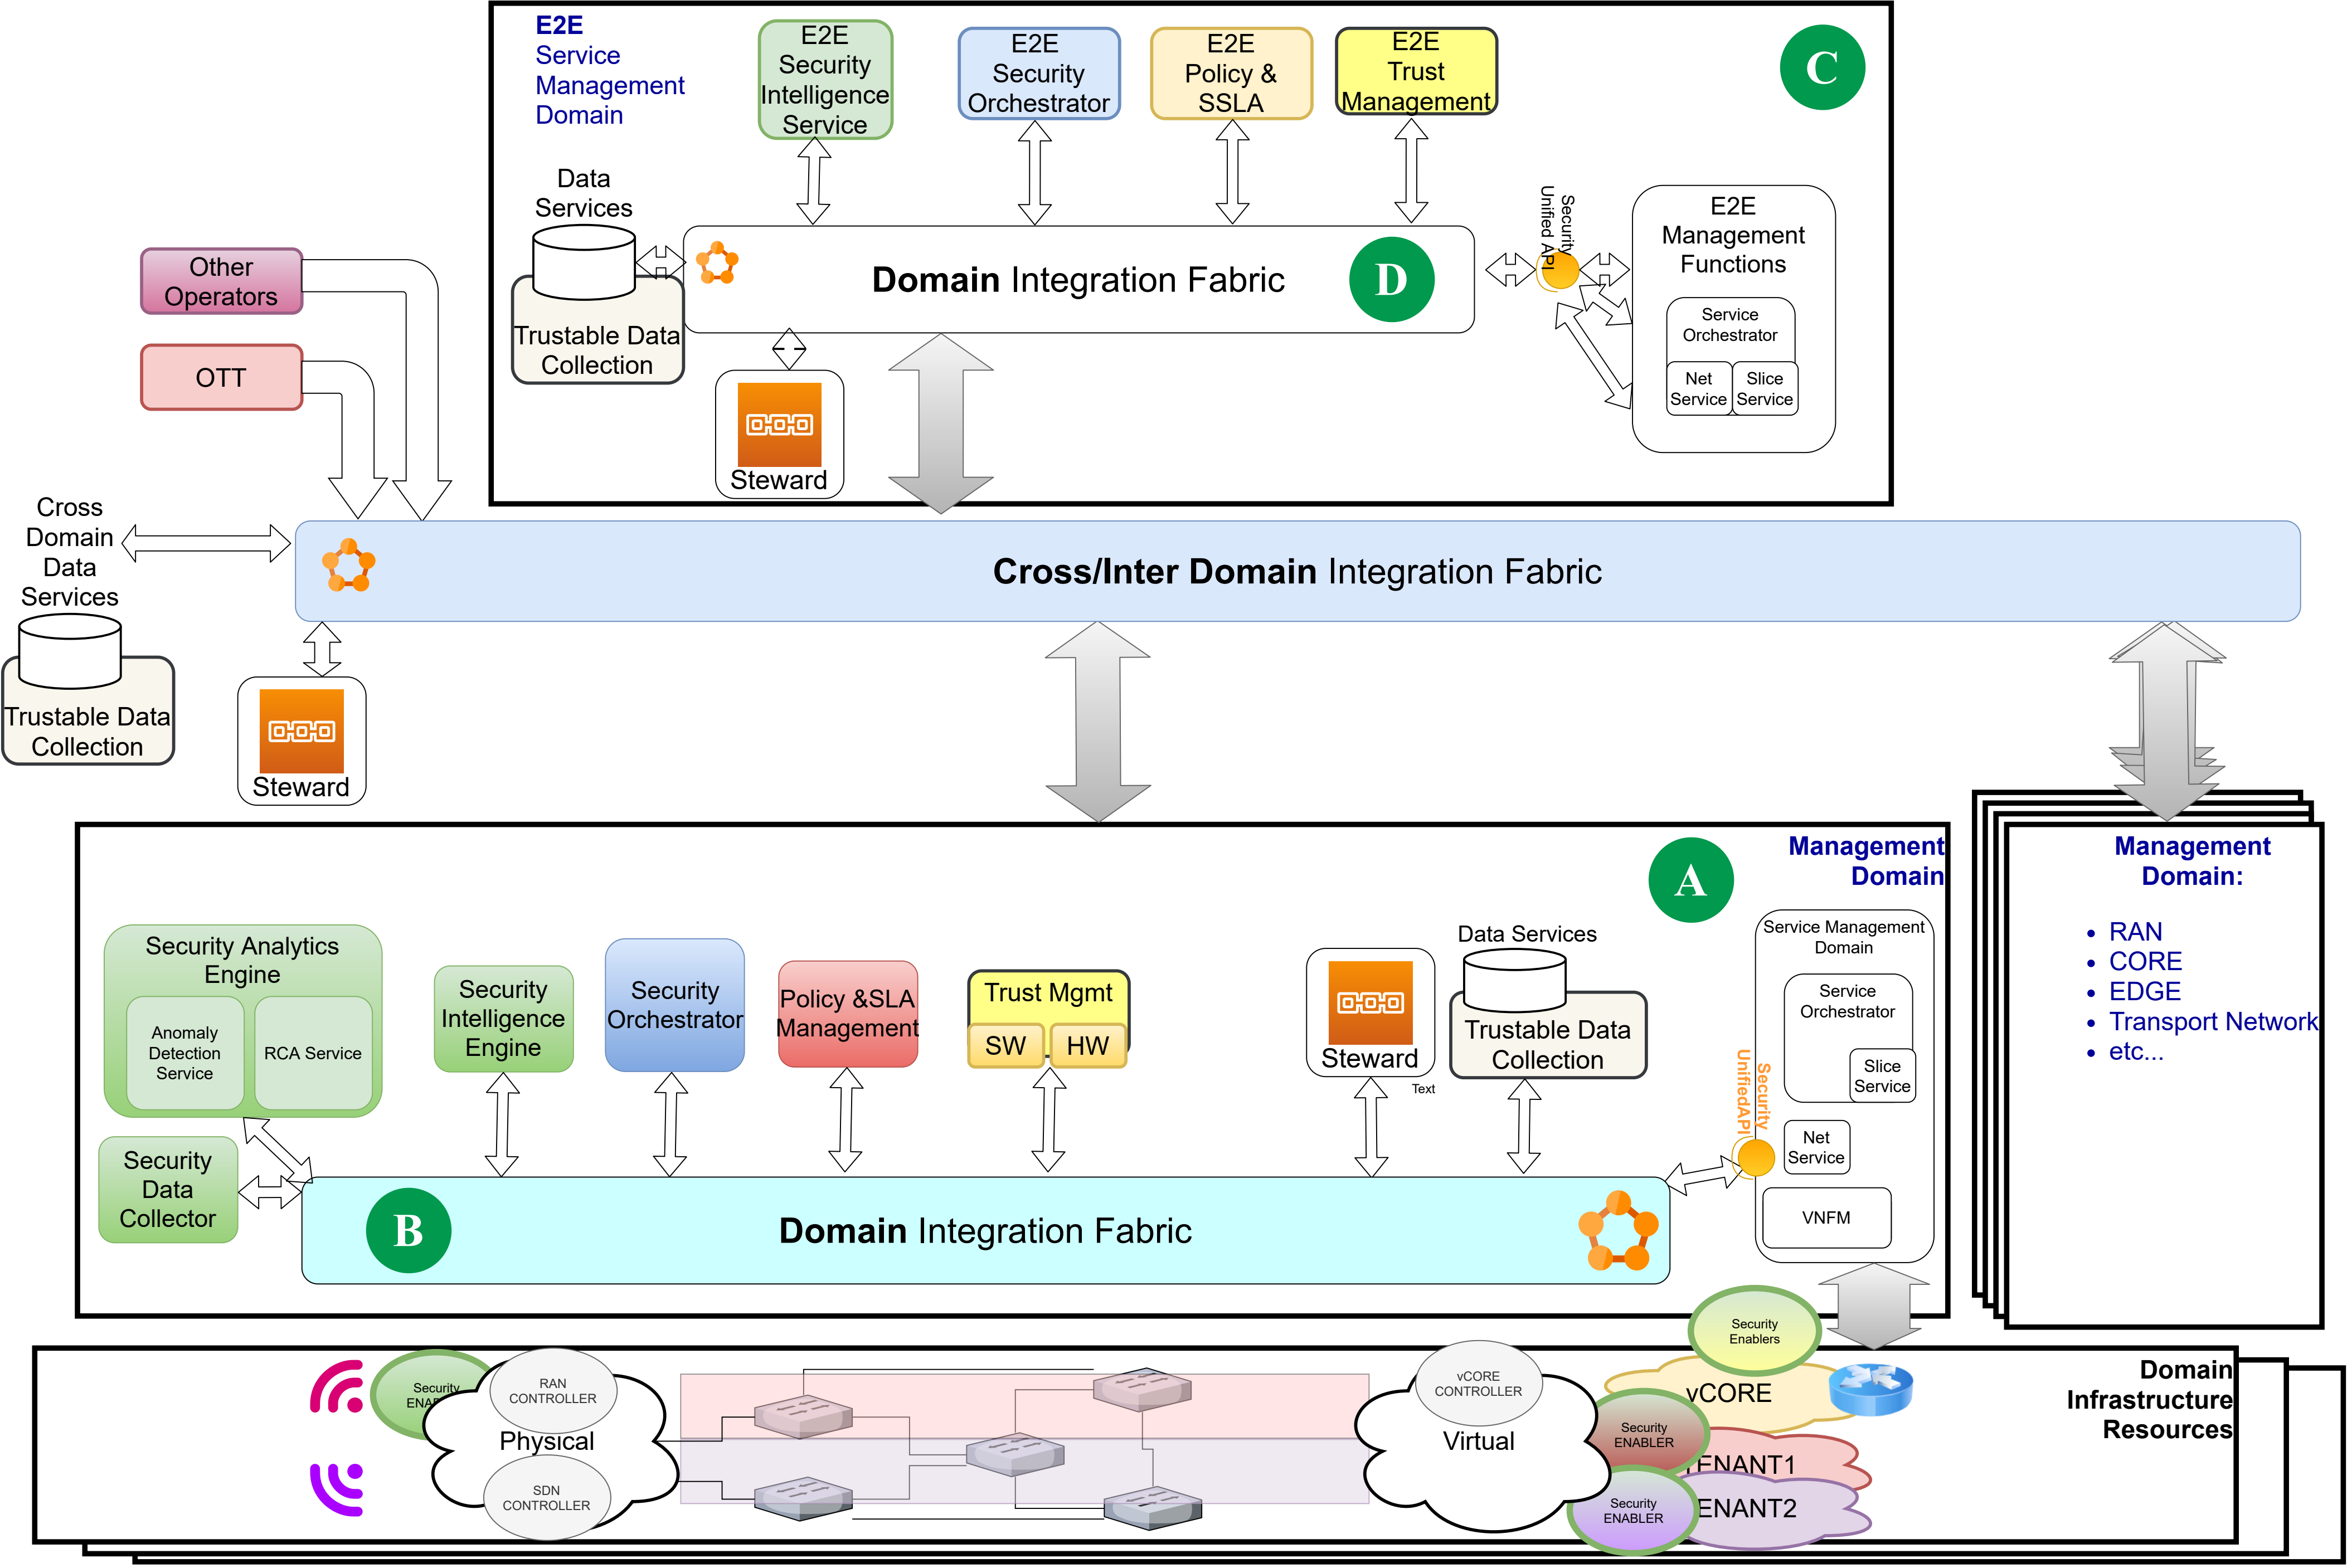 E2E
Service
Management
Domain
E2E
Security
Intelligence
Service
E2E
Security
Orchestrator
E2E
Policy &
SSLA
E2E
Trust
Management
C
Data
Services
Trustable Data
Collection
Domain Integration Fabric
D
Security
Unified API
E2E
Management
Functions
Service
Orchestrator
Net
Service
Slice
Service
Steward
Other
Operators
OTT
Cross
Domain
Data
Services
Trustable Data
Collection
Cross/Inter Domain Integration Fabric
Steward
A
Management
Domain
Security Analytics
Engine
Anomaly
Detection
Service
RCA Service
Security
Intelligence
Engine
Security
Orchestrator
Policy &SLA
Management
Trust Mgmt
SW
HW
Steward
Text
Data Services
Trustable Data
Collection
Service Management
Domain
Service
Orchestrator
Slice
Service
Security
UnifiedAPI
Net
Service
VNFM
Security
Data
Collector
B
Domain Integration Fabric
Management
Domain:
• RAN
• CORE
• EDGE
• Transport Network
• etc...
Security
Enablers
Domain
Infrastructure
Resources
Security
ENAB
RAN
CONTROLLER
Physical
SDN
CONTROLLER
vCORE
CONTROLLER
Virtual
vCORE
Security
ENABLER
TENANT1
Security
ENABLER
ENANT2